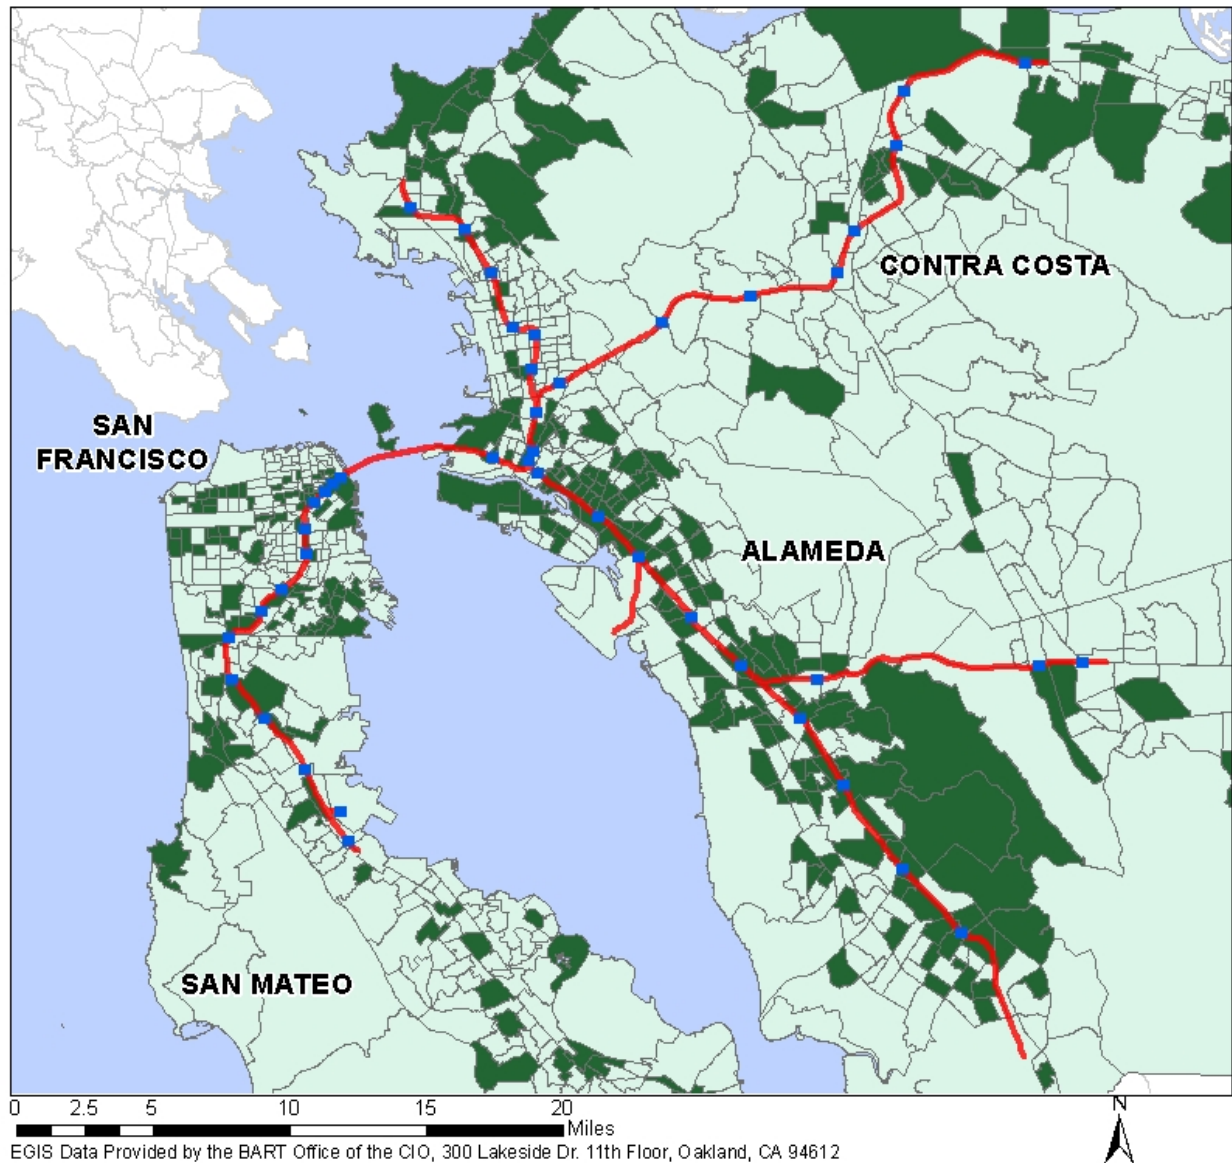 CONTRA COSTA
SAN
FRANCISCO
ALAMEDA
SAN MATEO
0 2.5 5 10 15 20
Miles
N
EGIS Data Provided by the BART Office of the CIO, 300 Lakeside Dr. 11th Floor, Oakland, CA 94612